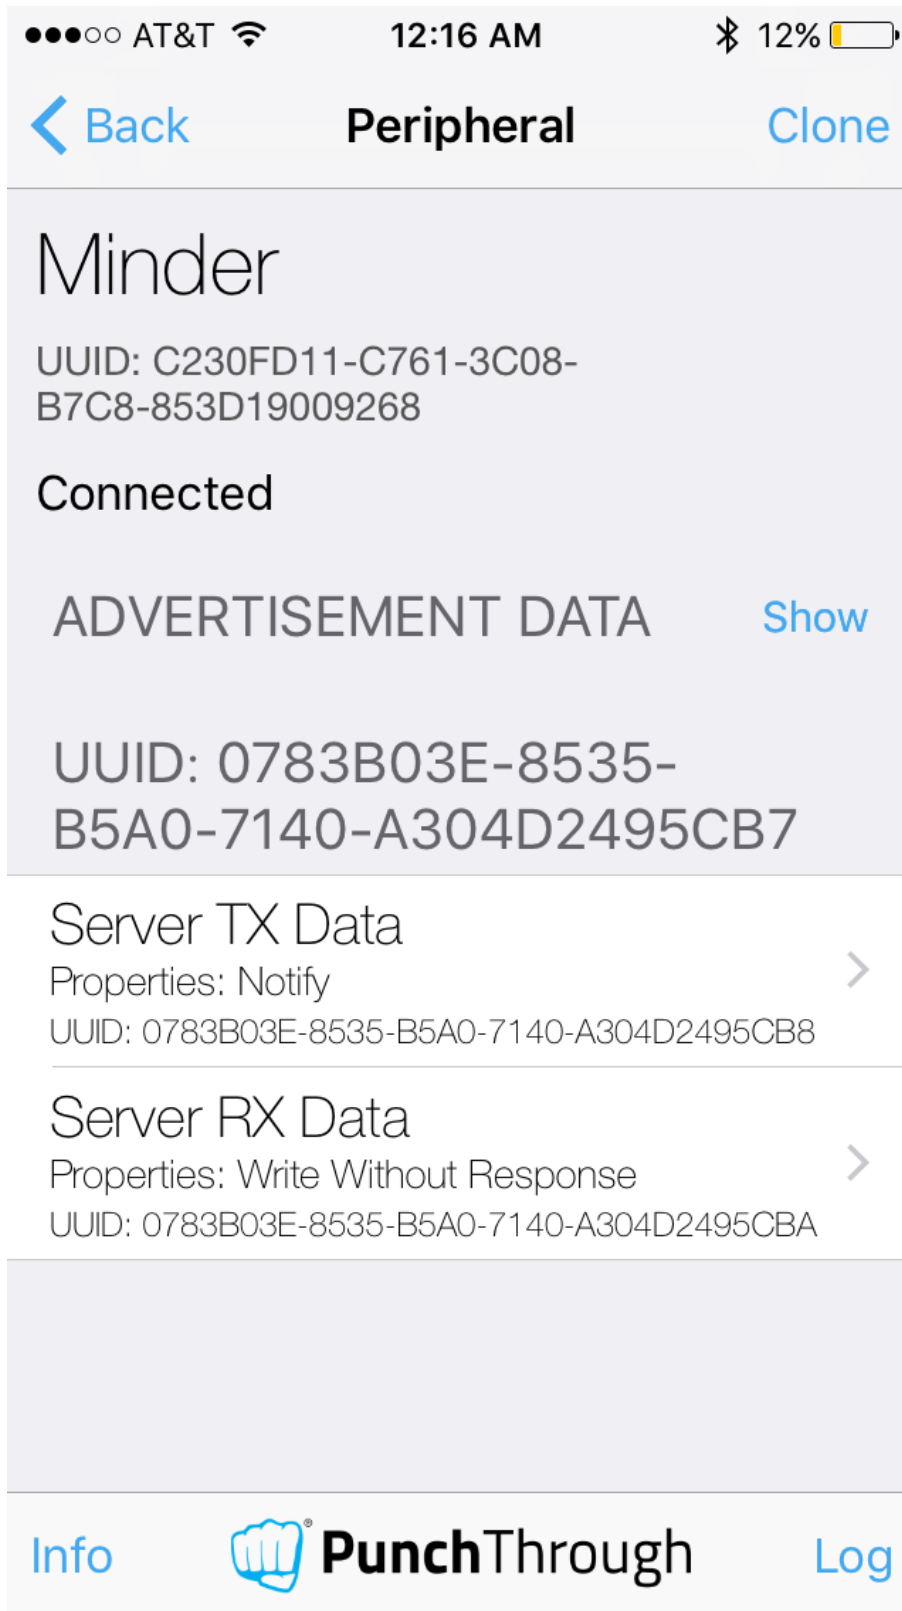 AT&T 12:16 AM 12%
Back Peripheral Clone
Minder
UUID: C230FD11-C761-3C08-
B7C8-853D19009268
Connected
ADVERTISEMENT DATA Show
UUID: 0783B03E-8535-
B5A0-7140-A304D2495CB7
Server TX Data
Properties: Notify
UUID: 0783B03E-8535-B5A0-7140-A304D2495CB8
Server RX Data
Properties: Write Without Response
UUID: 0783B03E-8535-B5A0-7140-A304D2495CBA
Info ® PunchThrough Log